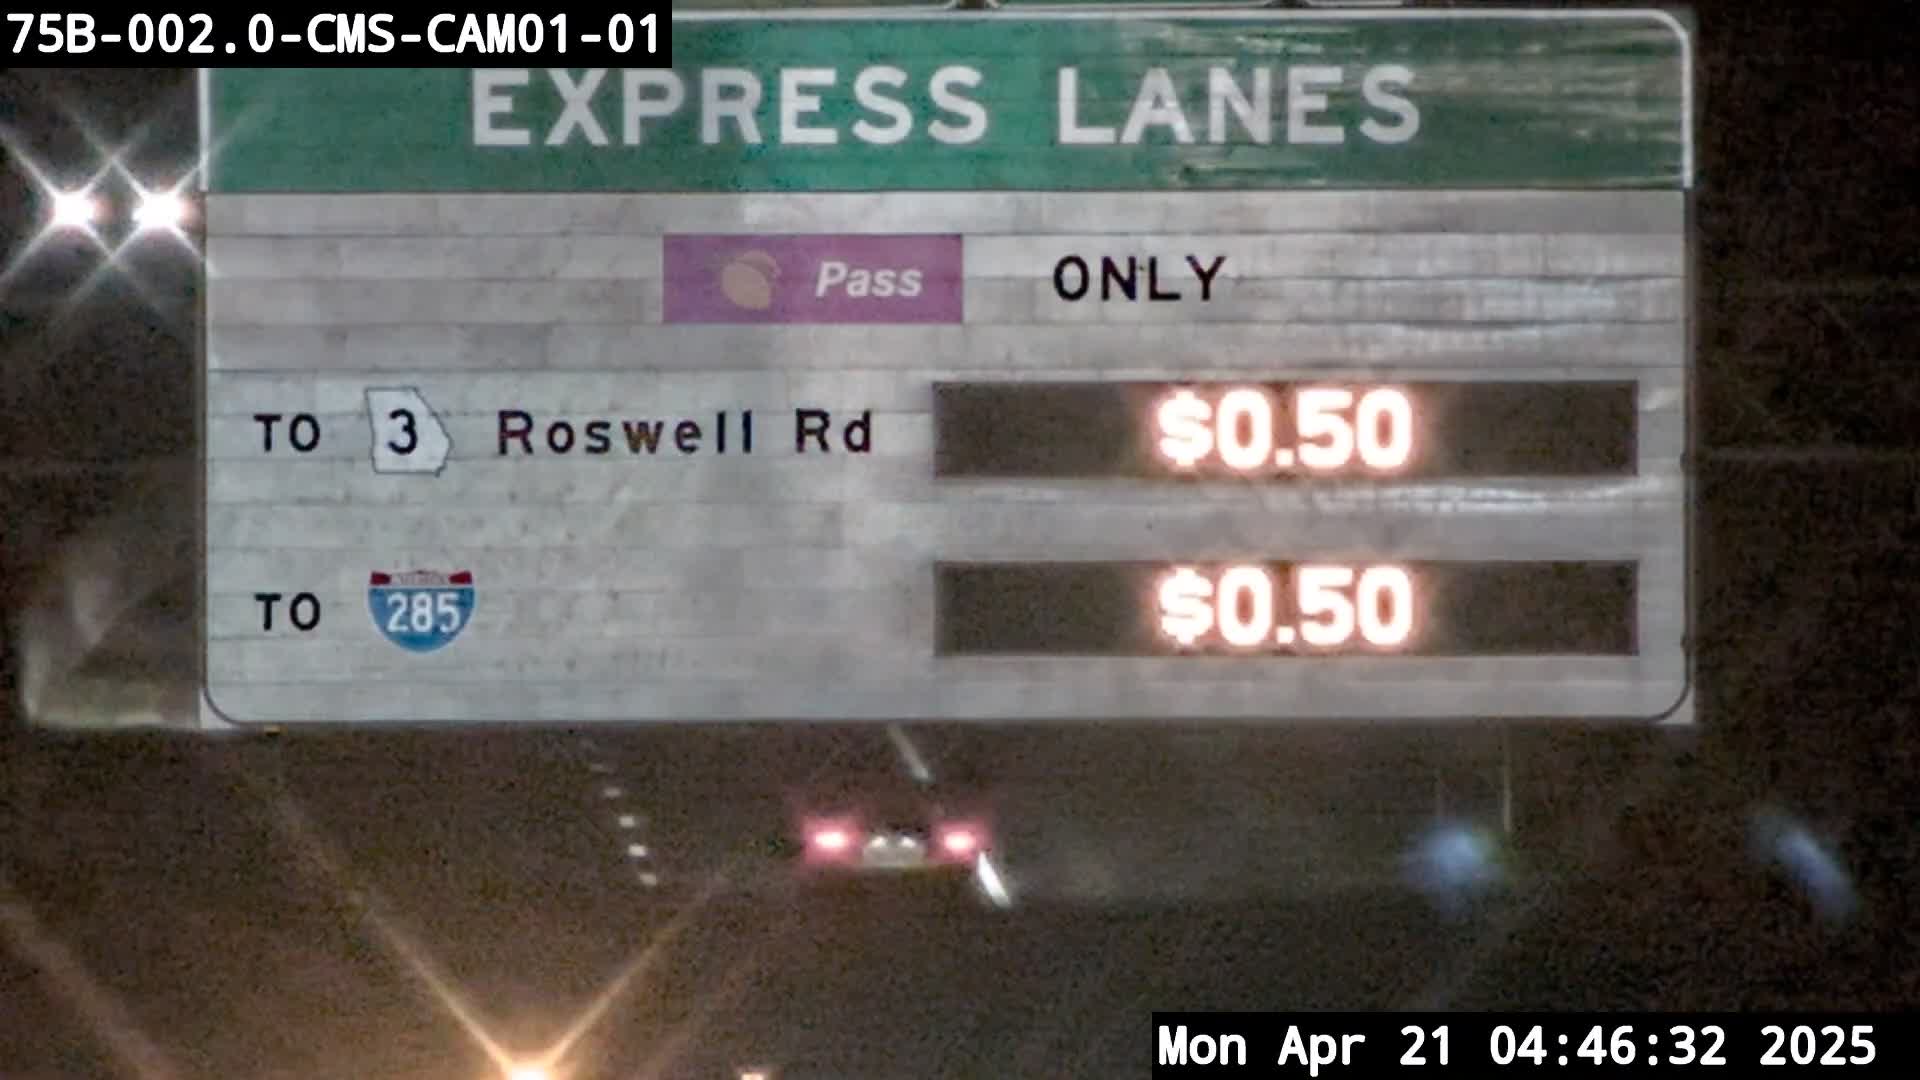 75B-002.0-CMS-CAM01-01
EXPRESS LANES
Pass ONLY
TO 3 Roswell Rd $0.50
TO 285 $0.50
Mon Apr 21 04:46:32 2025